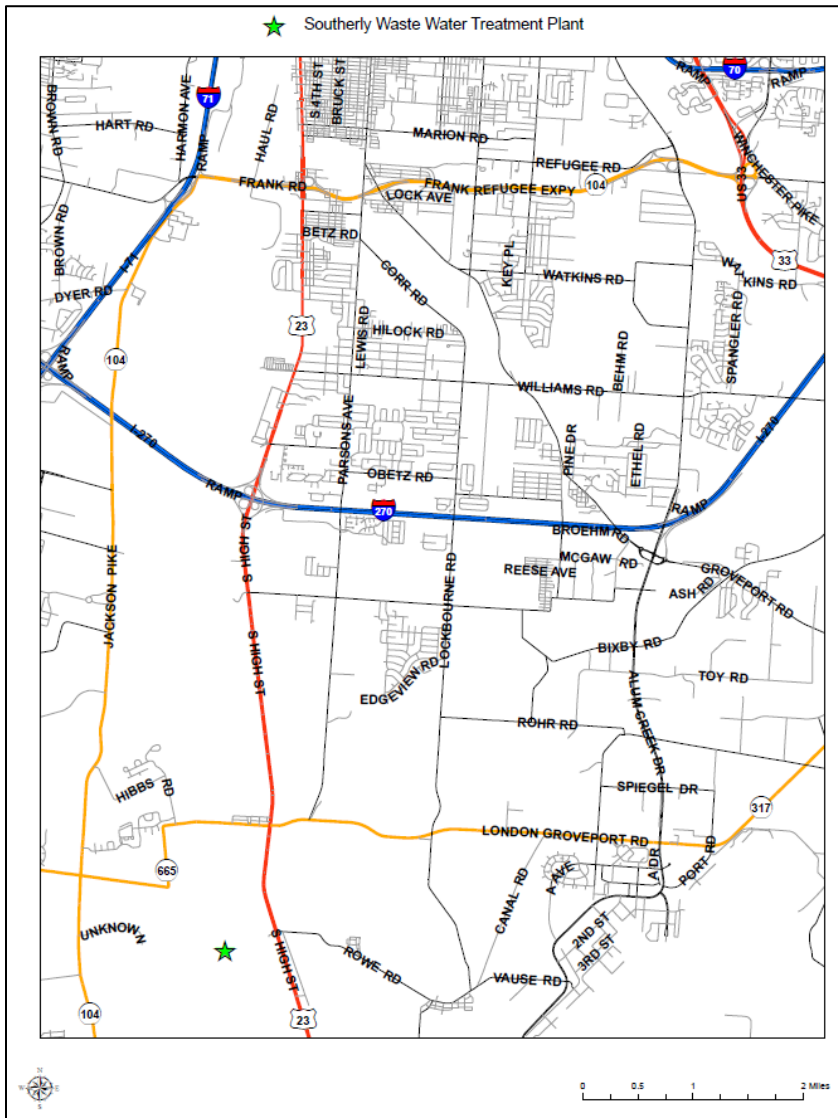 Southerly Waste Water Treatment Plant
70
RAMP
RAMP
71
BROWN RD
HARMON AVE
HART RD
HAUL RD
S 4TH ST
BRUCK ST
MARION RD
RAMP
REFUGEE RD
WINCHESTER PIKE
US 33
FRANK RD
FRANK REFUGEE EXPY
104
LOCK AVE
BROWN RD
BETZ RD
I-71
DYER RD
CORR RD
KEY PL
WATKINS RD
WATKINS RD
33
SPANGLER RD
23
LEWIS RD
HILOCK RD
104
RAMP
WILLIAMS RD
BEHM RD
I-270
I-270
PARSONS AVE
OBETZ RD
PINE DR
ETHEL RD
RAMP
270
RAMP
BROEHM RD
S HIGH ST
MCGAW RD
REESE AVE
GROVEPORT RD
ASH RD
JACKSON PIKE
LOCKBOURNE RD
S HIGH ST
BIXBY RD
EDGEVIEW RD
TOY RD
ALUM CREEK DR
ROHR RD
HIBBS RD
SPIEGEL DR
317
LONDON GROVEPORT RD
665
A AVE
A DR
PORT RD
CANAL RD
UNKNOWN
2ND ST
3RD ST
S HIGH ST
ROWE RD
VAUSE RD
104
23
N
W
E
S
0 0.5 1 2 Miles